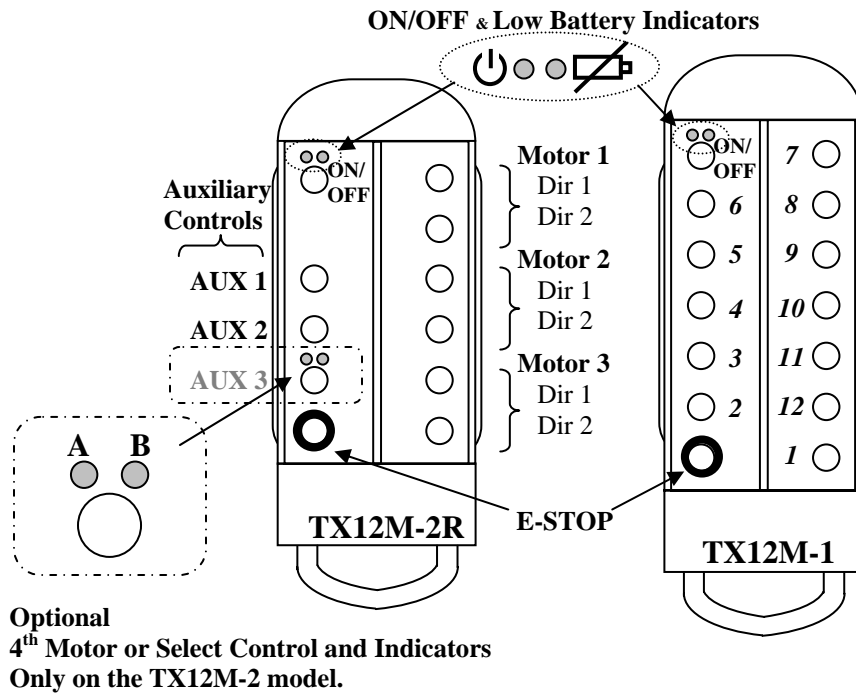 ON/OFF & Low Battery Indicators
ON/
OFF
Auxiliary
Controls
AUX 1
AUX 2
AUX 3
Motor 1
Dir 1
Dir 2
Motor 2
Dir 1
Dir 2
Motor 3
Dir 1
Dir 2
ON/
OFF
7
6
8
5
9
4
10
3
11
2
12
1
A B
TX12M-2R
E-STOP
TX12M-1
Optional
4th Motor or Select Control and Indicators
Only on the TX12M-2 model.